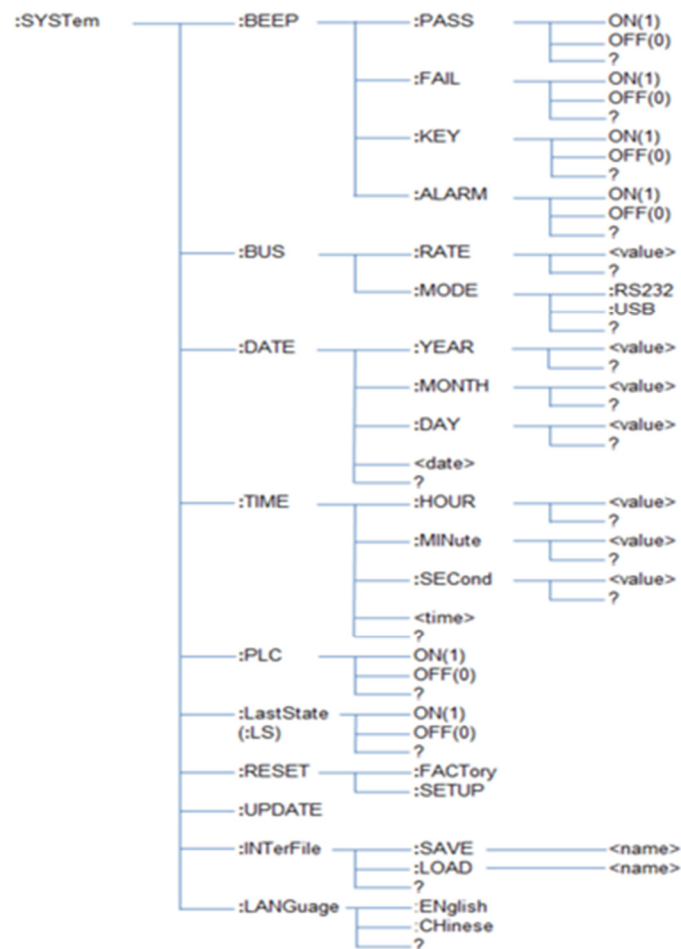 :SYSTem :BEEP :PASS ON(1)
OFF(0)
?
:FAIL ON(1)
OFF(0)
?
:KEY ON(1)
OFF(0)
?
:ALARM ON(1)
OFF(0)
?
:BUS :RATE <value>
?
:MODE :RS232
:USB
?
:DATE :YEAR <value>
?
:MONTH <value>
?
:DAY <value>
?
<date>
?
:TIME :HOUR <value>
?
:MINute <value>
?
:SECond <value>
?
<time>
?
:PLC ON(1)
OFF(0)
?
:LastState ON(1)
(:LS) OFF(0)
?
:RESET :FACTory
:SETUP
:UPDATE
:INTerFile :SAVE <name>
:LOAD <name>
?
:LANGuage :ENglish
:CHinese
?